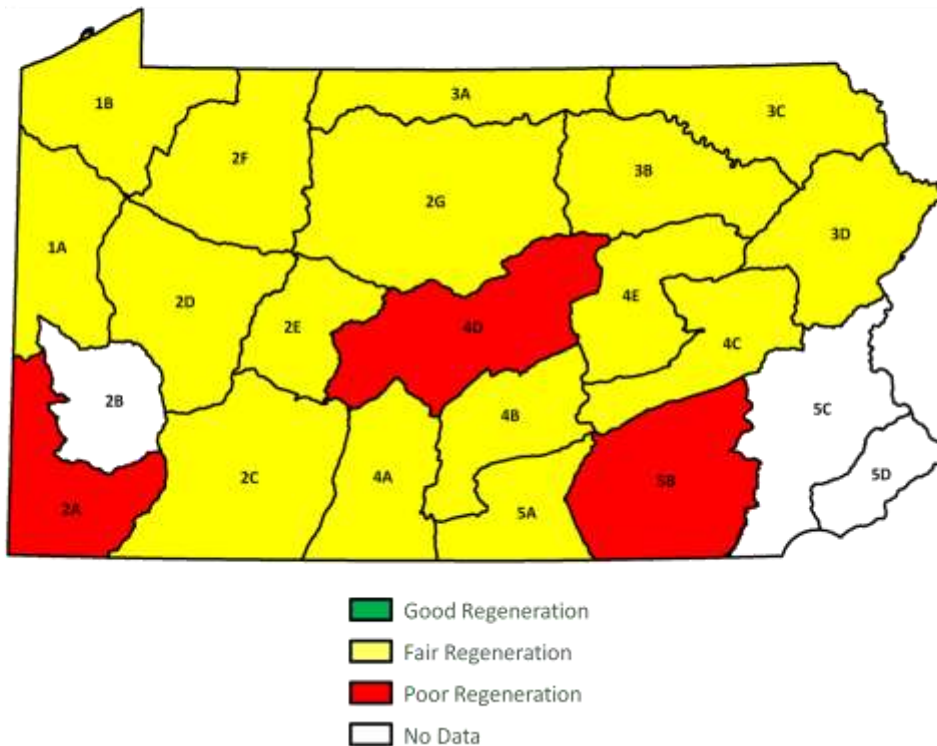 1B
3A
3C
2F
3B
2G
3D
1A
4E
2D
2E
4D
4C
2B
5C
4B
2C
4A
5D
2A
5B
5A
Good Regeneration
Fair Regeneration
Poor Regeneration
No Data